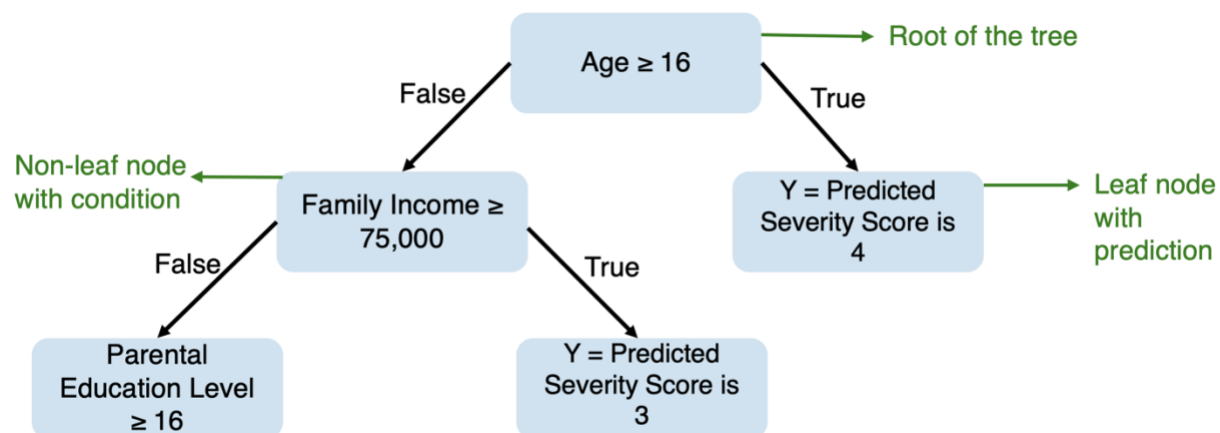 Age ≥ 16
Root of the tree
False
True
Non-leaf node
with condition
Family Income ≥
75,000
Y = Predicted
Severity Score is
4
Leaf node
with
prediction
False
True
Parental
Education Level
≥ 16
Y = Predicted
Severity Score is
3